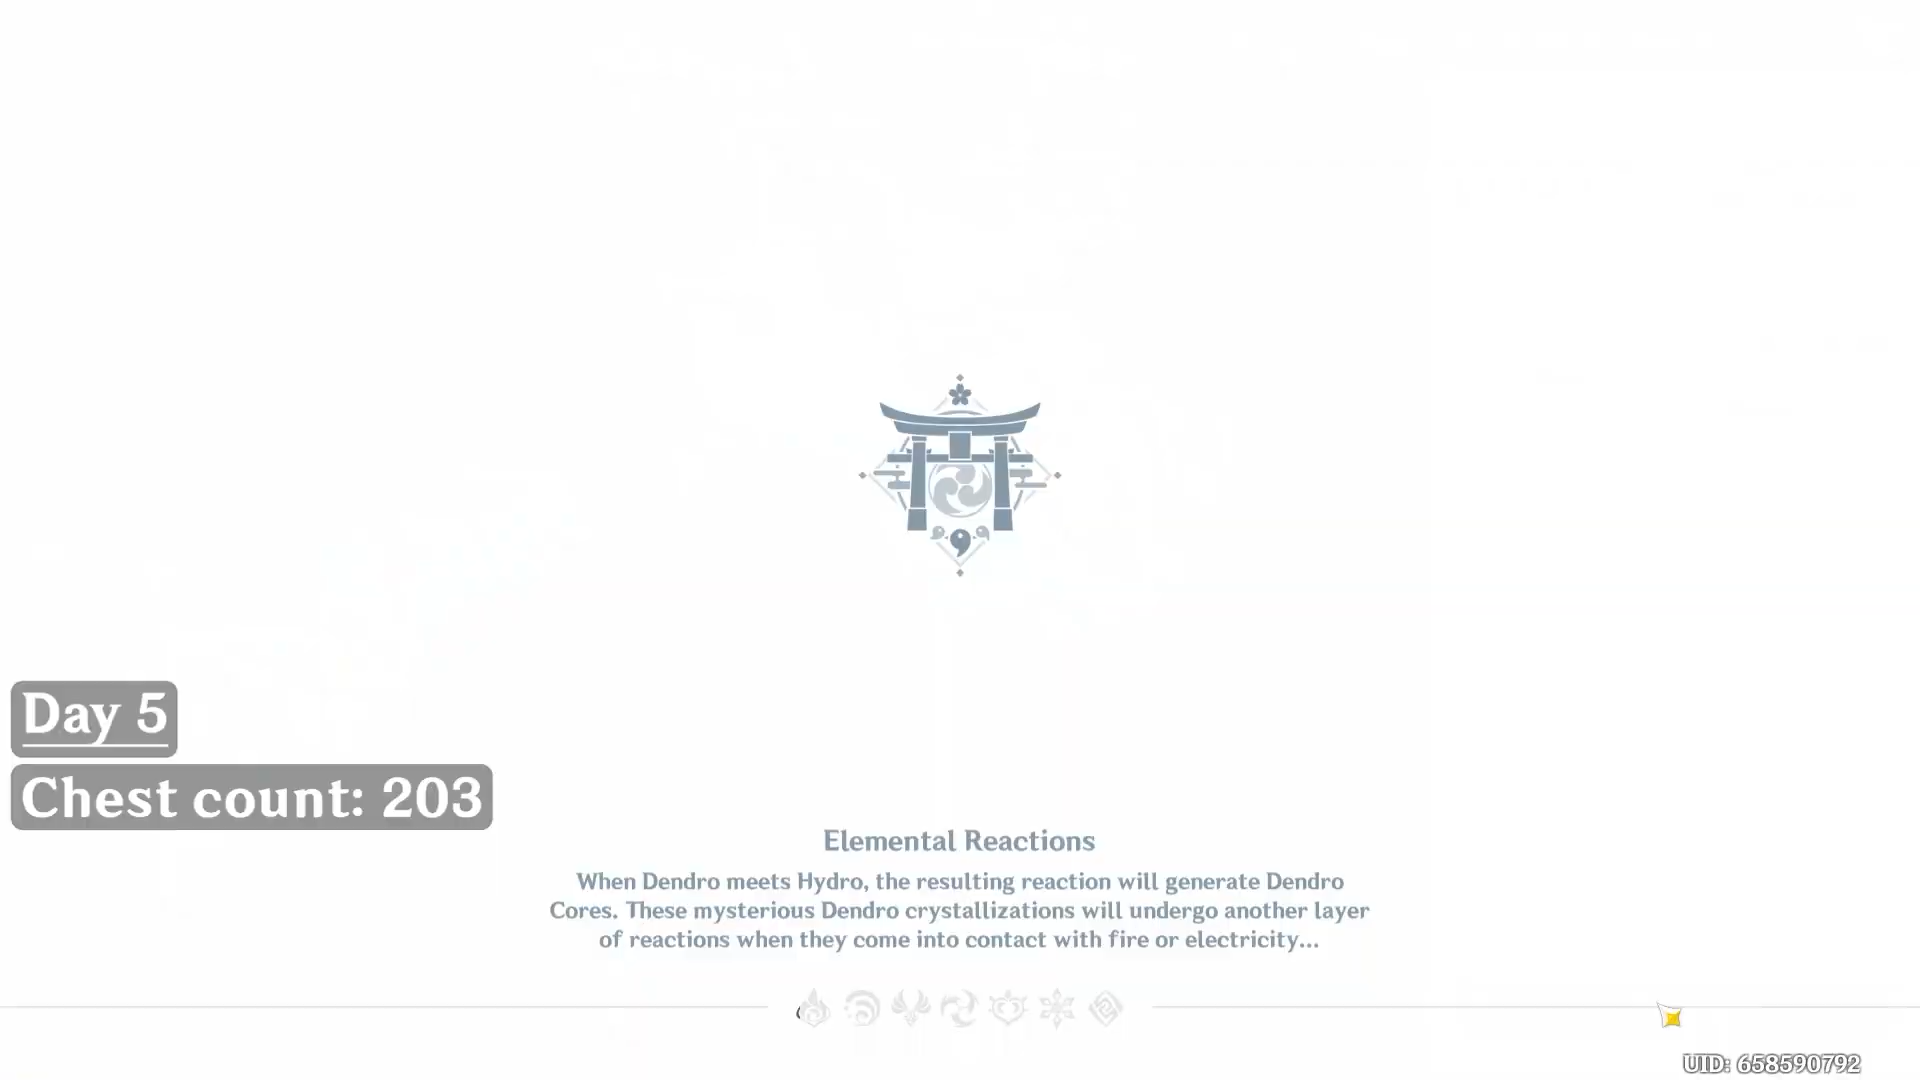 Day 5
Chest count: 203
Elemental Reactions
When Dendro meets Hydro, the resulting reaction will generate Dendro
Cores. These mysterious Dendro crystallizations will undergo another layer
of reactions when they come into contact with fire or electricity...
UID: 658590792